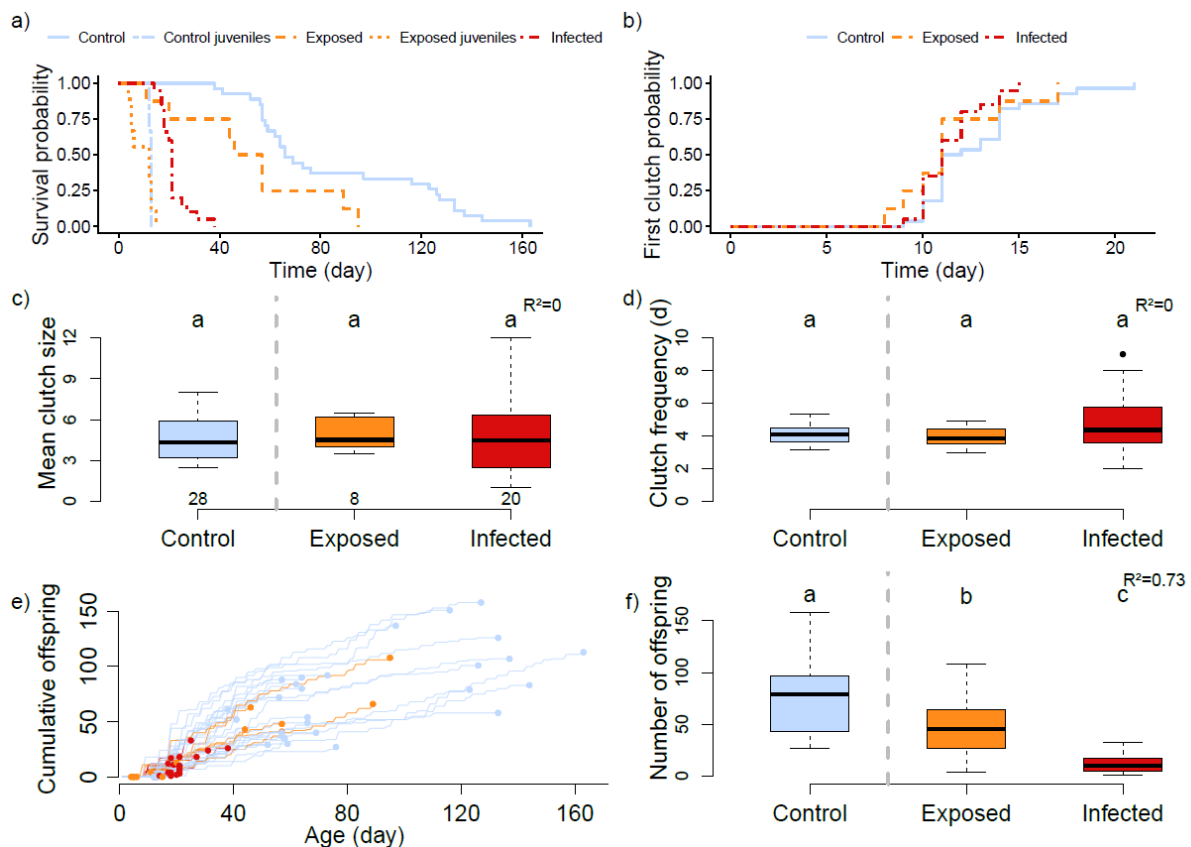 a)
Control Control juveniles Exposed Exposed juveniles Infected
Survival probability
1.00
0.75
0.50
0.25
0.00
0 40 80 120 160
Time (day)
b)
Control Exposed Infected
First clutch probability
1.00
0.75
0.50
0.25
0.00
0 5 10 15 20
Time (day)
c)
R²=0
a a a
Mean clutch size
12
9
6
3
0
28 8 20
Control Exposed Infected
d)
R²=0
a a a
Clutch frequency (d)
10
8
6
4
2
0
Control Exposed Infected
e)
Cumulative offspring
150
100
50
0
0 40 80 120 160
Age (day)
f)
R²=0.73
a b c
Number of offspring
150
100
50
0
Control Exposed Infected